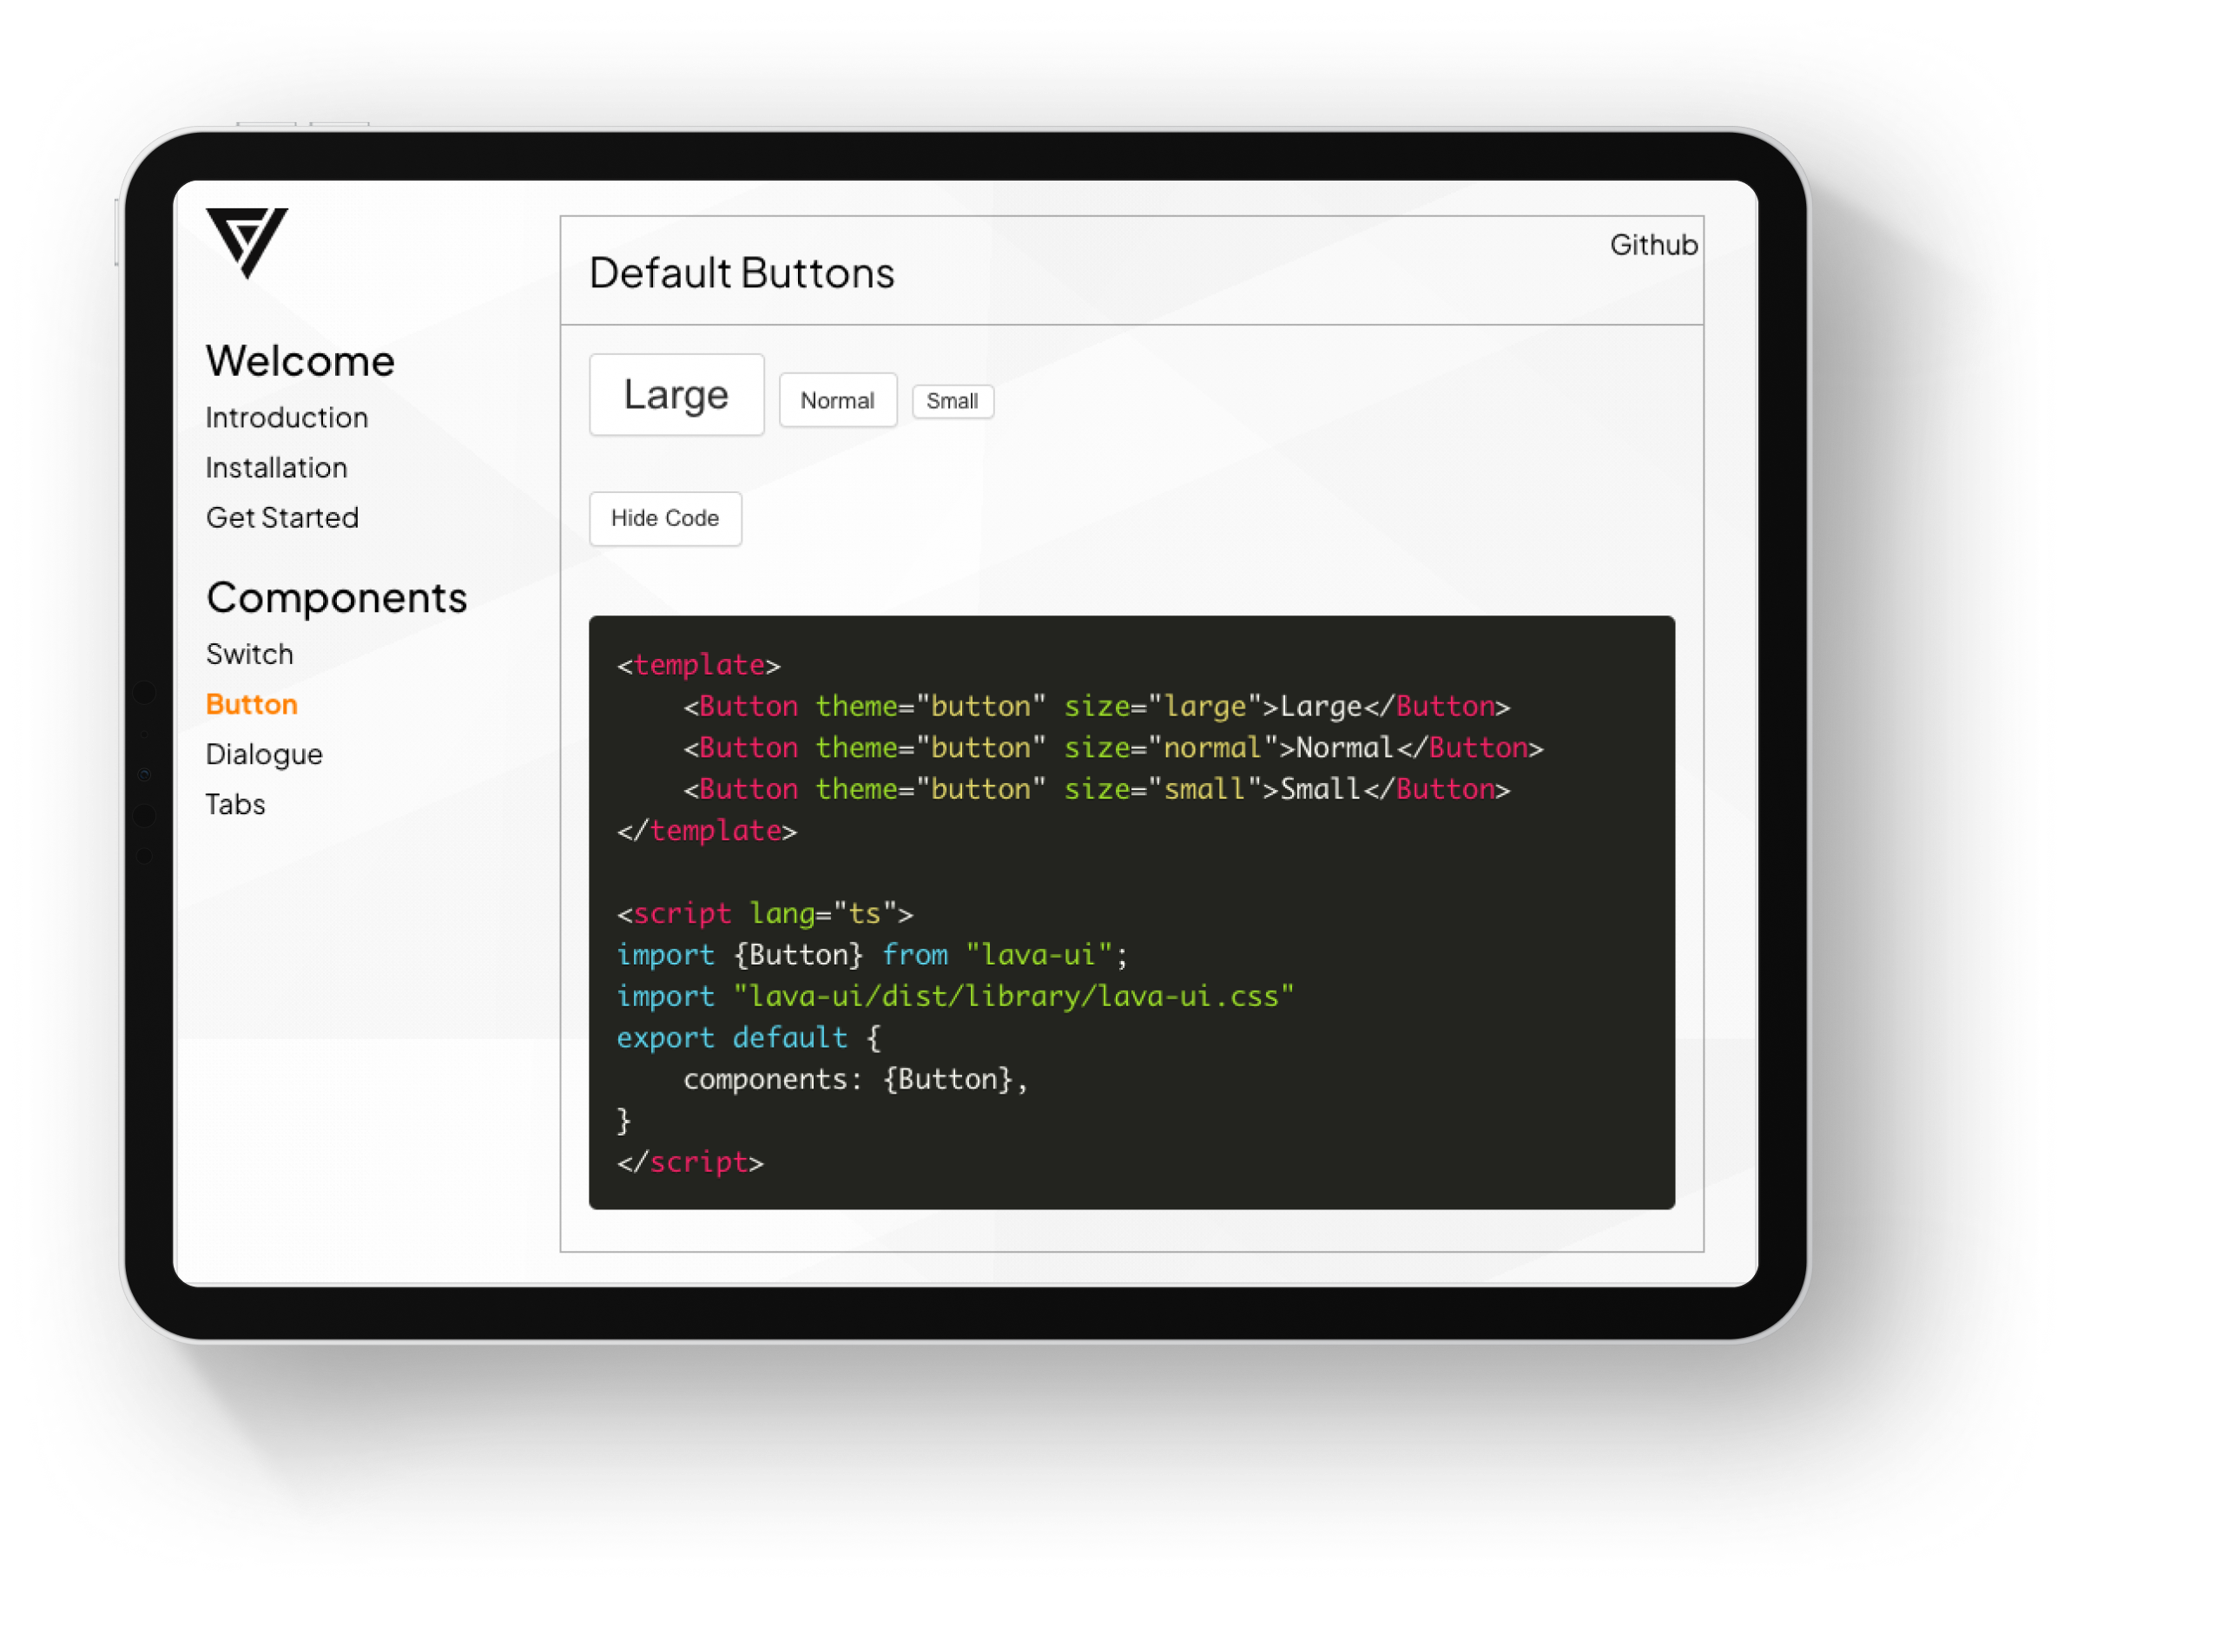 Github
Default Buttons
Welcome
Introduction
Installation
Get Started
Components
Switch
Button
Dialogue
Tabs
Large
Normal
Small
Hide Code
<template>
    <Button theme="button" size="large">Large</Button>
    <Button theme="button" size="normal">Normal</Button>
    <Button theme="button" size="small">Small</Button>
</template>

<script lang="ts">
import {Button} from "lava-ui";
import "lava-ui/dist/library/lava-ui.css"
export default {
    components: {Button},
}
</script>